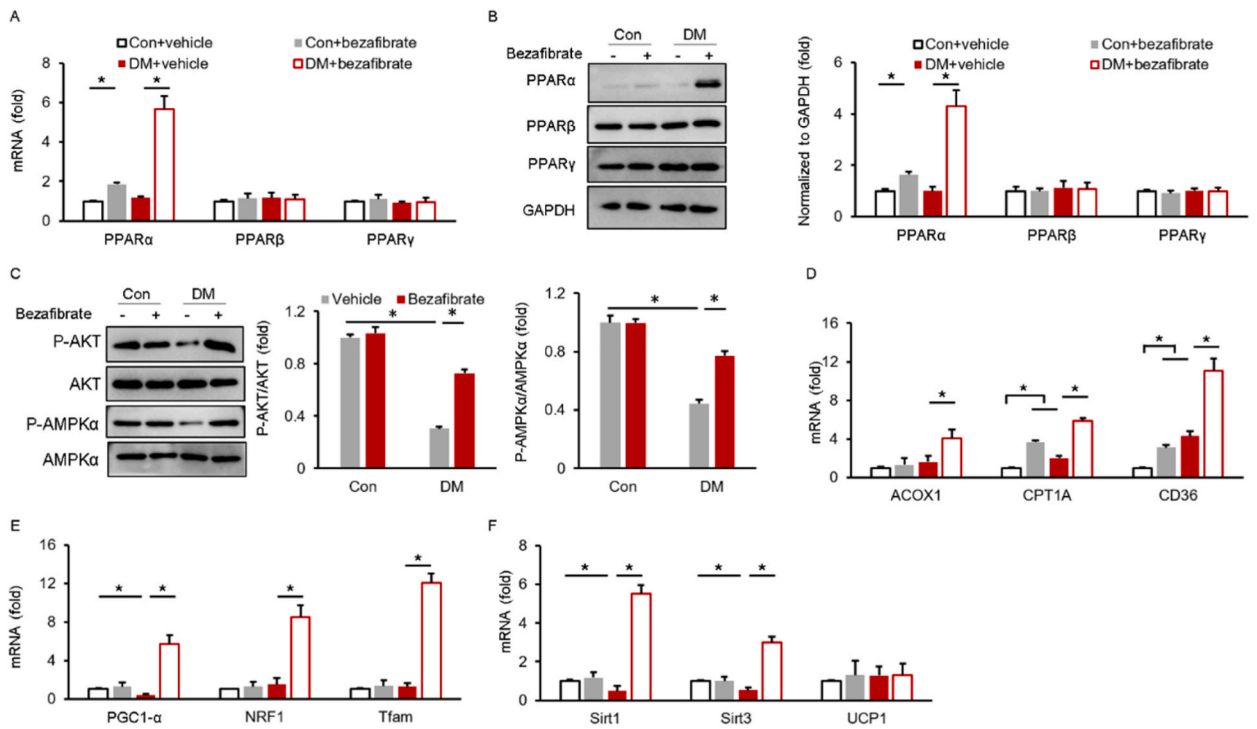 A
Con+vehicle Con+bezafibrate
DM+vehicle DM+bezafibrate
mRNA (fold)
8
6
4
2
0
* *
PPARα PPARβ PPARγ
B
Con DM
Bezafibrate - + - +
PPARα
PPARβ
PPARγ
GAPDH
Con+vehicle Con+bezafibrate
DM+vehicle DM+bezafibrate
Normalized to GAPDH (fold)
6
4
2
0
* *
PPARα PPARβ PPARγ
C
Con DM
Bezafibrate - + - +
P-AKT
AKT
P-AMPKα
AMPKα
Vehicle Bezafibrate
P-AKT/AKT (fold)
1.2
0.8
0.4
0
* *
Con DM
P-AMPKα/AMPKα (fold)
1.2
0.8
0.4
0
* *
Con DM
D
mRNA (fold)
16
12
8
4
0
* * * * *
ACOX1 CPT1A CD36
E
mRNA (fold)
16
12
8
4
0
* * * *
PGC1-α NRF1 Tfam
F
mRNA (fold)
8
6
4
2
0
* * * *
Sirt1 Sirt3 UCP1